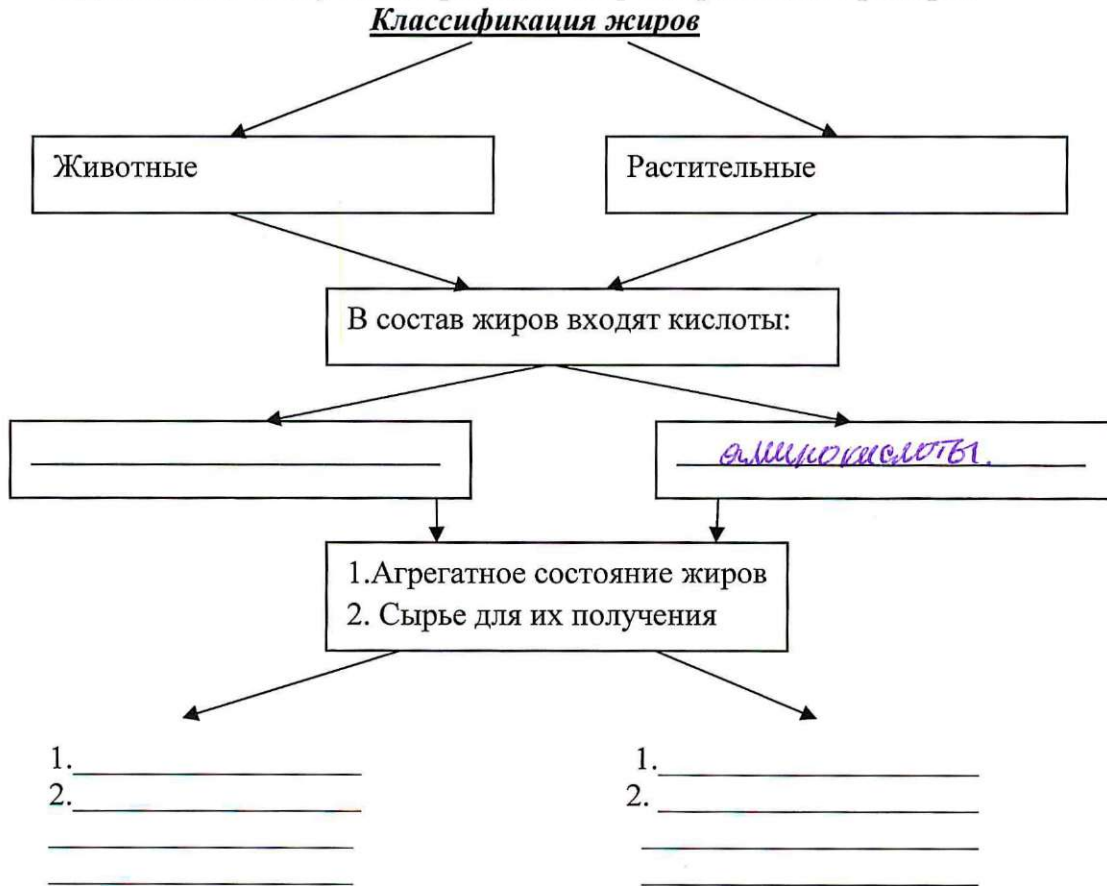 Классификация жиров
Животные
Растительные
В состав жиров входят кислоты:
аминокислоты.
1.Агрегатное состояние жиров
2. Сырье для их получения
1.
2.
1.
2.